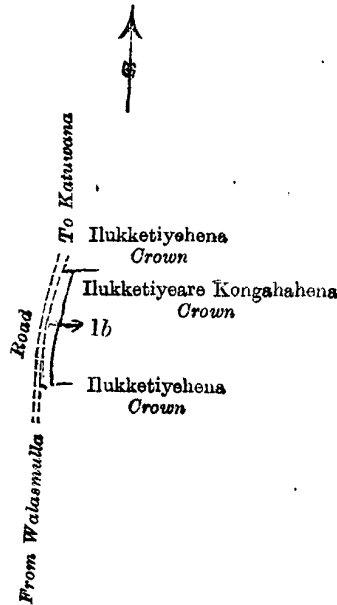 To Katuwana
Ilukketiyehena
Crown
Ilukketiyeare Kongahahena
Crown
1b
Road
Ilukketiyehena
Crown
From Walasmulla